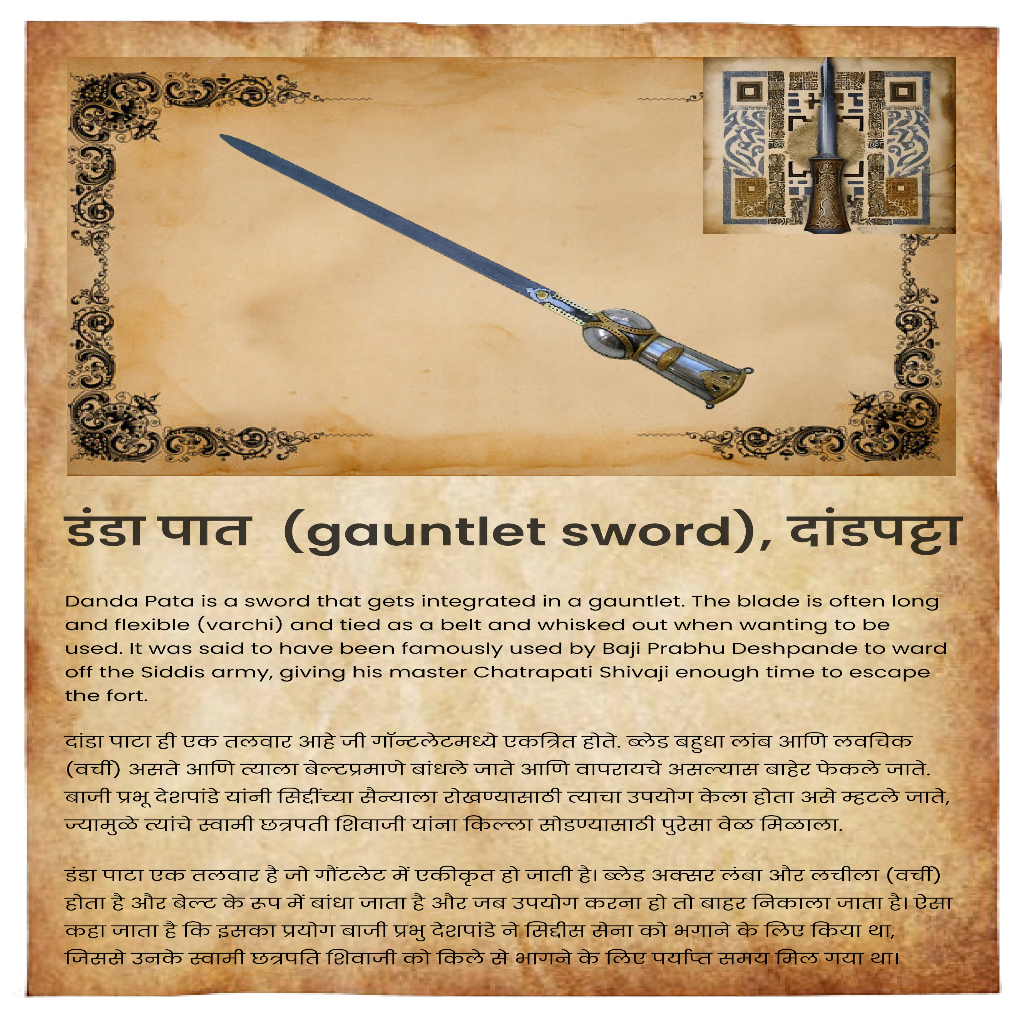 डंडा पात  (gauntlet sword), दांडपट्टा
Danda Pata is a sword that gets integrated in a gauntlet. The blade is often long
and flexible (varchi) and tied as a belt and whisked out when wanting to be
used. It was said to have been famously used by Baji Prabhu Deshpande to ward
off the Siddis army, giving his master Chatrapati Shivaji enough time to escape
the fort.
दांडा पाटा ही एक तलवार आहे जी गॉन्टलेटमध्ये एकत्रित होते. ब्लेड बहुधा लांब आणि लवचिक
(वर्ची) असते आणि त्याला बेल्टप्रमाणे बांधले जाते आणि वापरायचे असल्यास बाहेर फेकले जाते.
बाजी प्रभू देशपांडे यांनी सिद्दींच्या सैन्याला रोखण्यासाठी त्याचा उपयोग केला होता असे म्हटले जाते,
ज्यामुळे त्यांचे स्वामी छत्रपती शिवाजी यांना किल्ला सोडण्यासाठी पुरेसा वेळ मिळाला.
डंडा पाटा एक तलवार है जो गौंटलेट में एकीकृत हो जाती है। ब्लेड अक्सर लंबा और लचीला (वर्ची)
होता है और बेल्ट के रूप में बांधा जाता है और जब उपयोग करना हो तो बाहर निकाला जाता है। ऐसा
कहा जाता है कि इसका प्रयोग बाजी प्रभु देशपांडे ने सिद्दीस सेना को भगाने के लिए किया था,
जिससे उनके स्वामी छत्रपति शिवाजी को किले से भागने के लिए पर्याप्त समय मिल गया था।